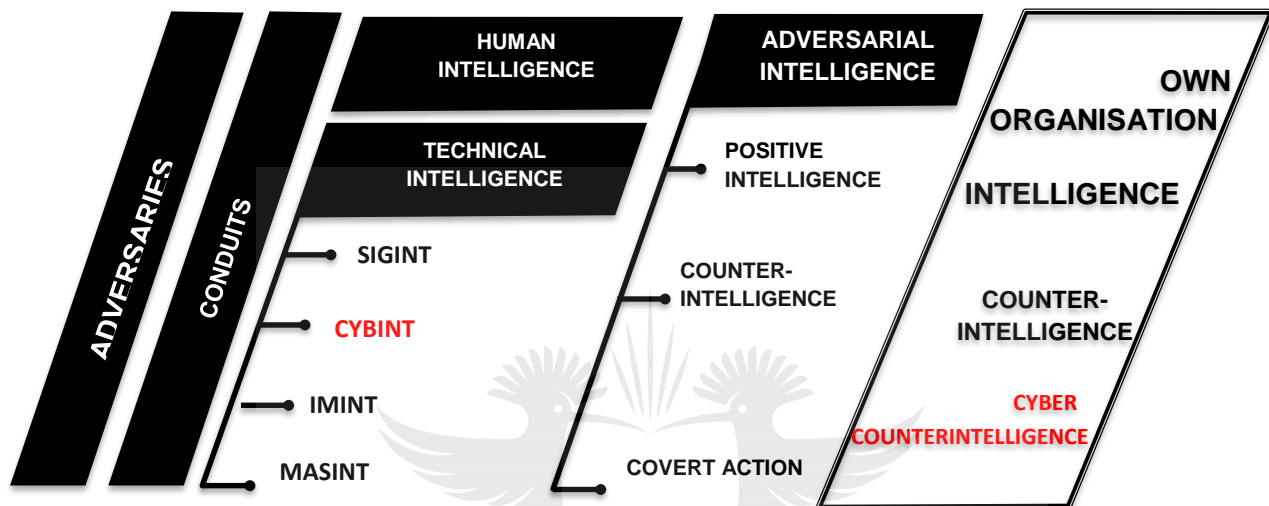 ADVERSARIES
CONDUITS
HUMAN
INTELLIGENCE
TECHNICAL
INTELLIGENCE
SIGINT
CYBINT
IMINT
MASINT
ADVERSARIAL
INTELLIGENCE
POSITIVE
INTELLIGENCE
COUNTER-
INTELLIGENCE
COVERT ACTION
OWN
ORGANISATION
INTELLIGENCE
COUNTER-
INTELLIGENCE
CYBER
COUNTERINTELLIGENCE